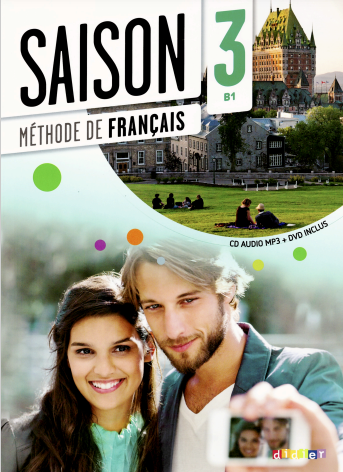 SAISON
3
B1
MÉTHODE DE FRANÇAIS
CD AUDIO MP3 + DVD INCLUS
didier